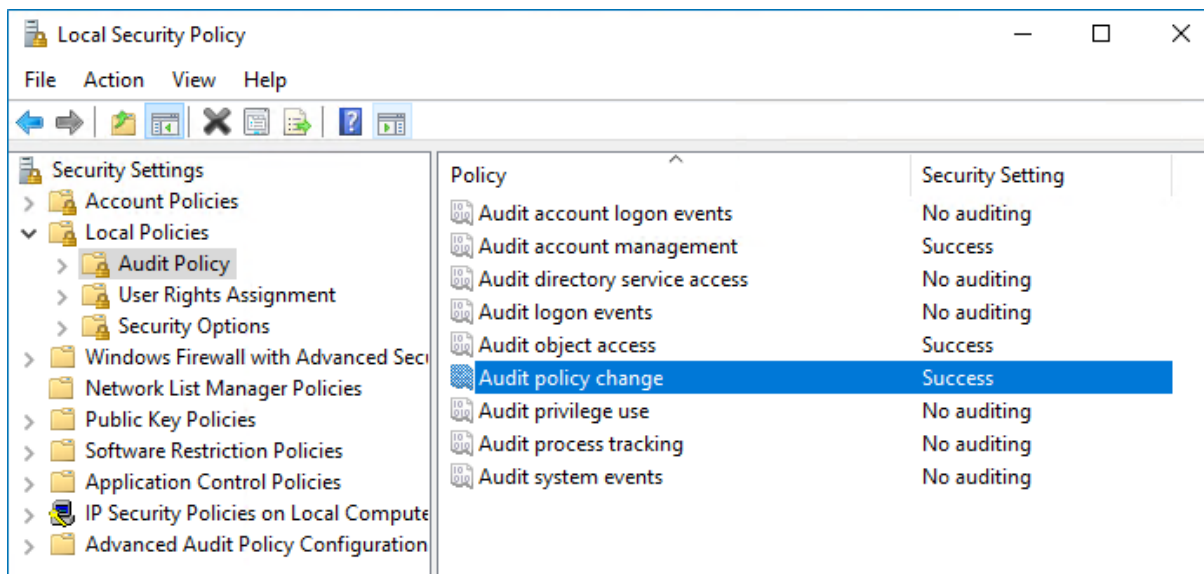 Local Security Policy
File Action View Help
Security Settings
Account Policies
Local Policies
Audit Policy
User Rights Assignment
Security Options
Windows Firewall with Advanced Secu
Network List Manager Policies
Public Key Policies
Software Restriction Policies
Application Control Policies
IP Security Policies on Local Compute
Advanced Audit Policy Configuration
Policy Security Setting
Audit account logon events No auditing
Audit account management Success
Audit directory service access No auditing
Audit logon events No auditing
Audit object access Success
Audit policy change Success
Audit privilege use No auditing
Audit process tracking No auditing
Audit system events No auditing